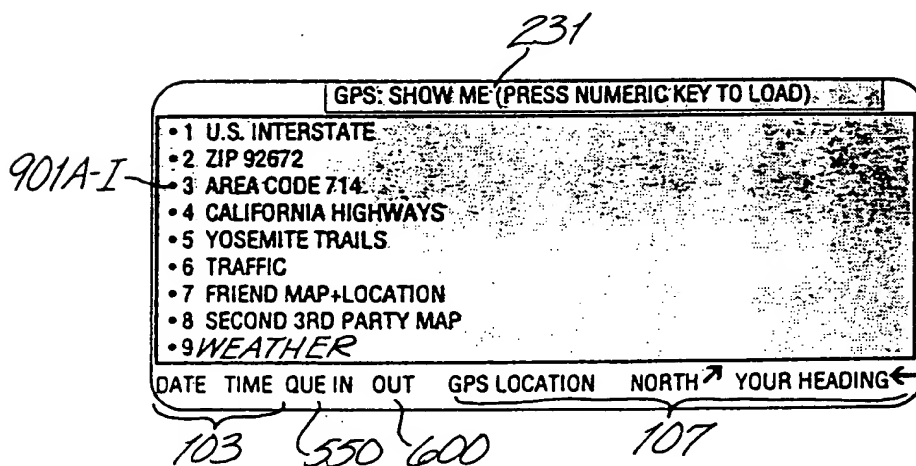 231
GPS: SHOW ME (PRESS NUMERIC KEY TO LOAD)
• 1 U.S. INTERSTATE
• 2 ZIP 92672
901A-I
• 3 AREA CODE 714
• 4 CALIFORNIA HIGHWAYS
• 5 YOSEMITE TRAILS
• 6 TRAFFIC
• 7 FRIEND MAP+LOCATION
• 8 SECOND 3RD PARTY MAP
• 9 WEATHER
DATE TIME QUE IN OUT GPS LOCATION NORTH↗ YOUR HEADING←
103 550 600 107